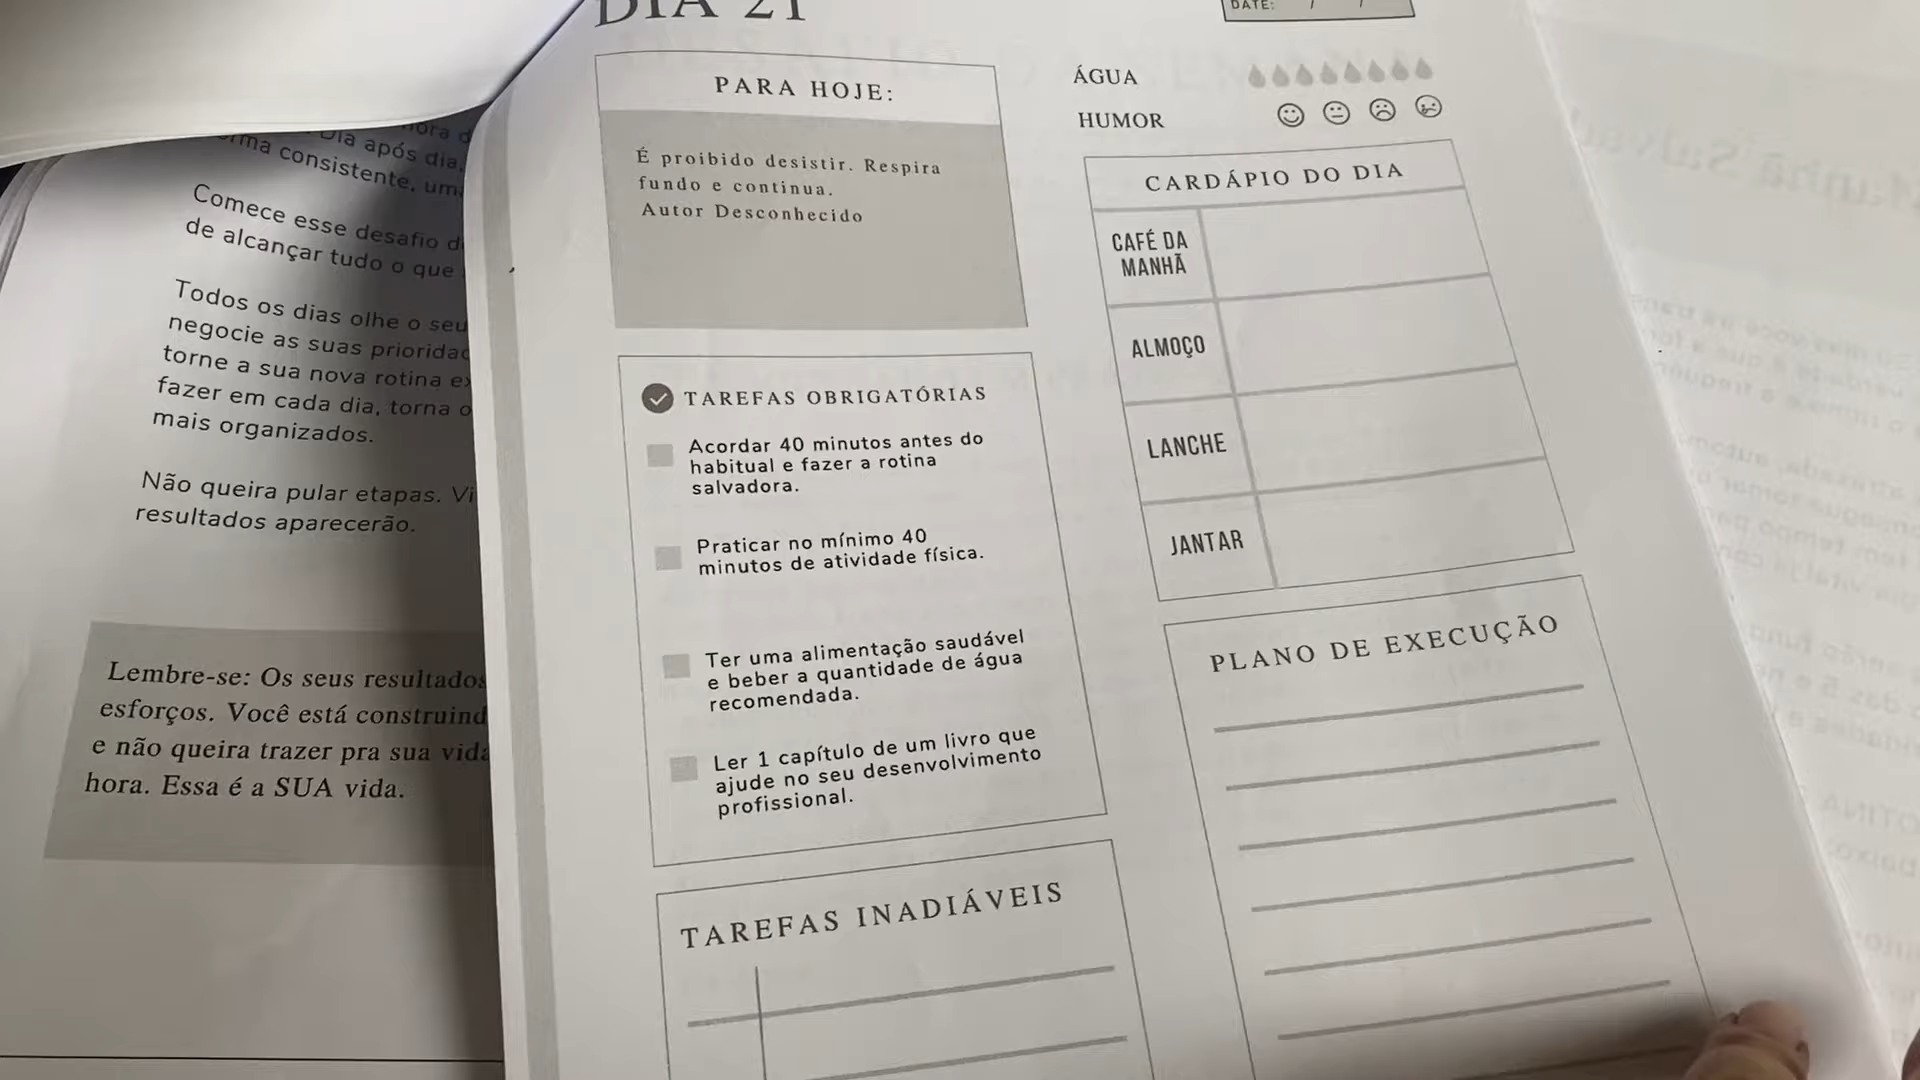 DIA 21
DATE: / /
PARA HOJE:
É proibido desistir. Respira
fundo e continua.
Autor Desconhecido
TAREFAS OBRIGATÓRIAS
Acordar 40 minutos antes do
habitual e fazer a rotina
salvadora.
Praticar no mínimo 40
minutos de atividade física.
Ter uma alimentação saudável
e beber a quantidade de água
recomendada.
Ler 1 capítulo de um livro que
ajude no seu desenvolvimento
profissional.
TAREFAS INADIÁVEIS
ÁGUA
HUMOR
CARDÁPIO DO DIA
CAFÉ DA
MANHÃ
ALMOÇO
LANCHE
JANTAR
PLANO DE EXECUÇÃO
Dia após dia,
consistente, uma
Comece esse desafio
de alcançar tudo o que
Todos os dias olhe o seu
negocie as suas
torne a sua nova rotina
fazer em cada dia, torna o
mais organizados.
Não queira pular etapas.
resultados aparecerão.
Lembre-se: Os seus resultados
esforços. Você está
e não queira trazer pra sua vida
hora. Essa é a SUA vida.